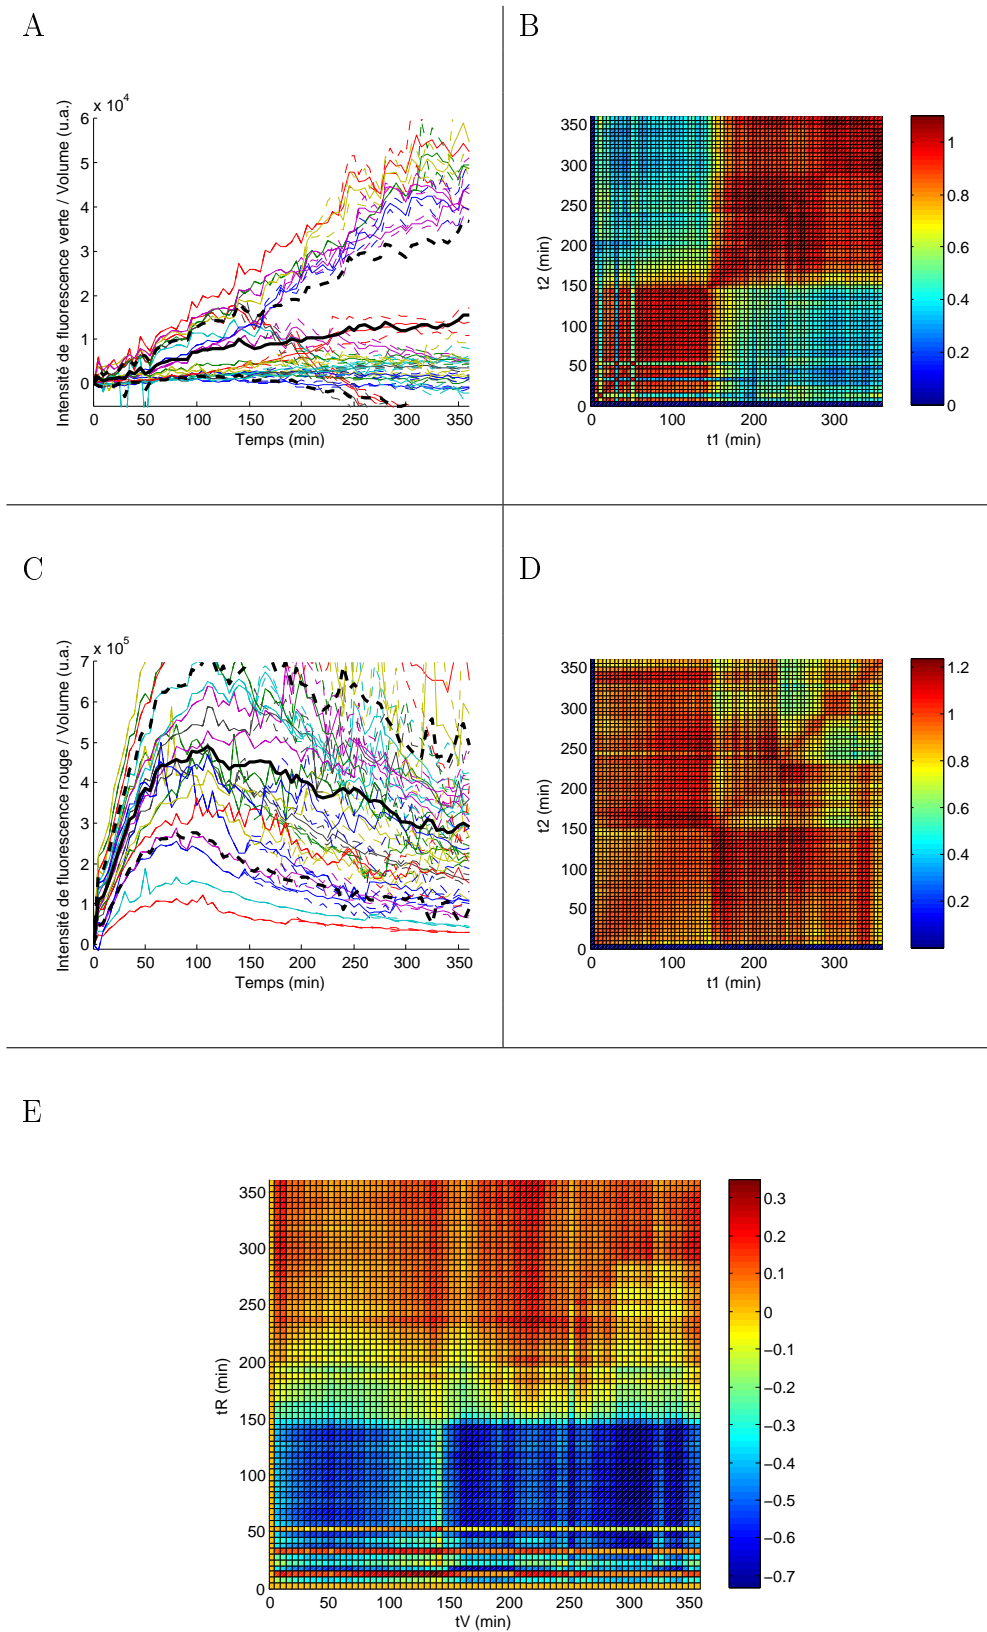 A
B
x 10^4
Intensité de fluorescence verte / Volume (u.a.)
6
5
4
3
2
1
0
0 50 100 150 200 250 300 350
Temps (min)
t2 (min)
350
300
250
200
150
100
50
0
0 100 200 300
t1 (min)
1
0.8
0.6
0.4
0.2
0
C
D
x 10^5
Intensité de fluorescence rouge / Volume (u.a.)
7
6
5
4
3
2
1
0
0 50 100 150 200 250 300 350
Temps (min)
t2 (min)
350
300
250
200
150
100
50
0
0 100 200 300
t1 (min)
1.2
1
0.8
0.6
0.4
0.2
E
tR (min)
350
300
250
200
150
100
50
0
0 50 100 150 200 250 300 350
tV (min)
0.3
0.2
0.1
0
−0.1
−0.2
−0.3
−0.4
−0.5
−0.6
−0.7